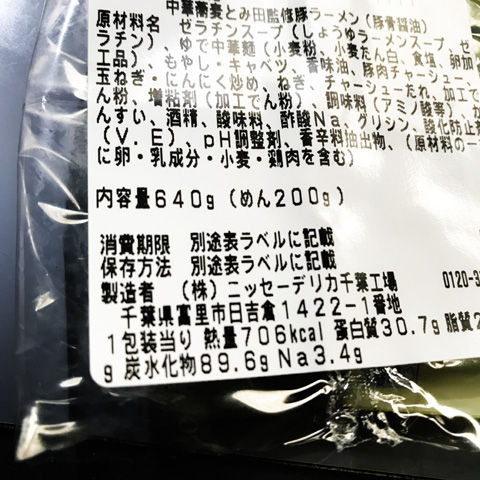 中華蕎麦とみ田監修豚ラーメン(豚骨醤油)
原材料名 ゼラチンスープ(しょうゆラーメンスープ、ゼ
ラチン)、ゆで中華麺(小麦粉、小麦たん白、食塩、卵加
工品)、もやし・キャベツ、香味油、豚肉チャーシュー、
玉ねぎ・にんにく炒め、ねぎ、チャーシューだれ、加工で
ん粉、増粘剤(加工でん粉)、調味料(アミノ酸等)、か
んすい、酒精、酸味料、酢酸Na、グリシン、酸化防止剤
(V.E)、pH調整剤、香辛料抽出物、(原材料の一
に卵・乳成分・小麦・鶏肉を含む)
内容量640g(めん200g)
消費期限 別途表ラベルに記載
保存方法 別途表ラベルに記載
製造者 (株)ニッセーデリカ千葉工場 0120-3
千葉県富里市日吉倉1422-1番地
1包装当り 熱量706kcal 蛋白質30.7g 脂質2
g 炭水化物89.6g Na3.4g